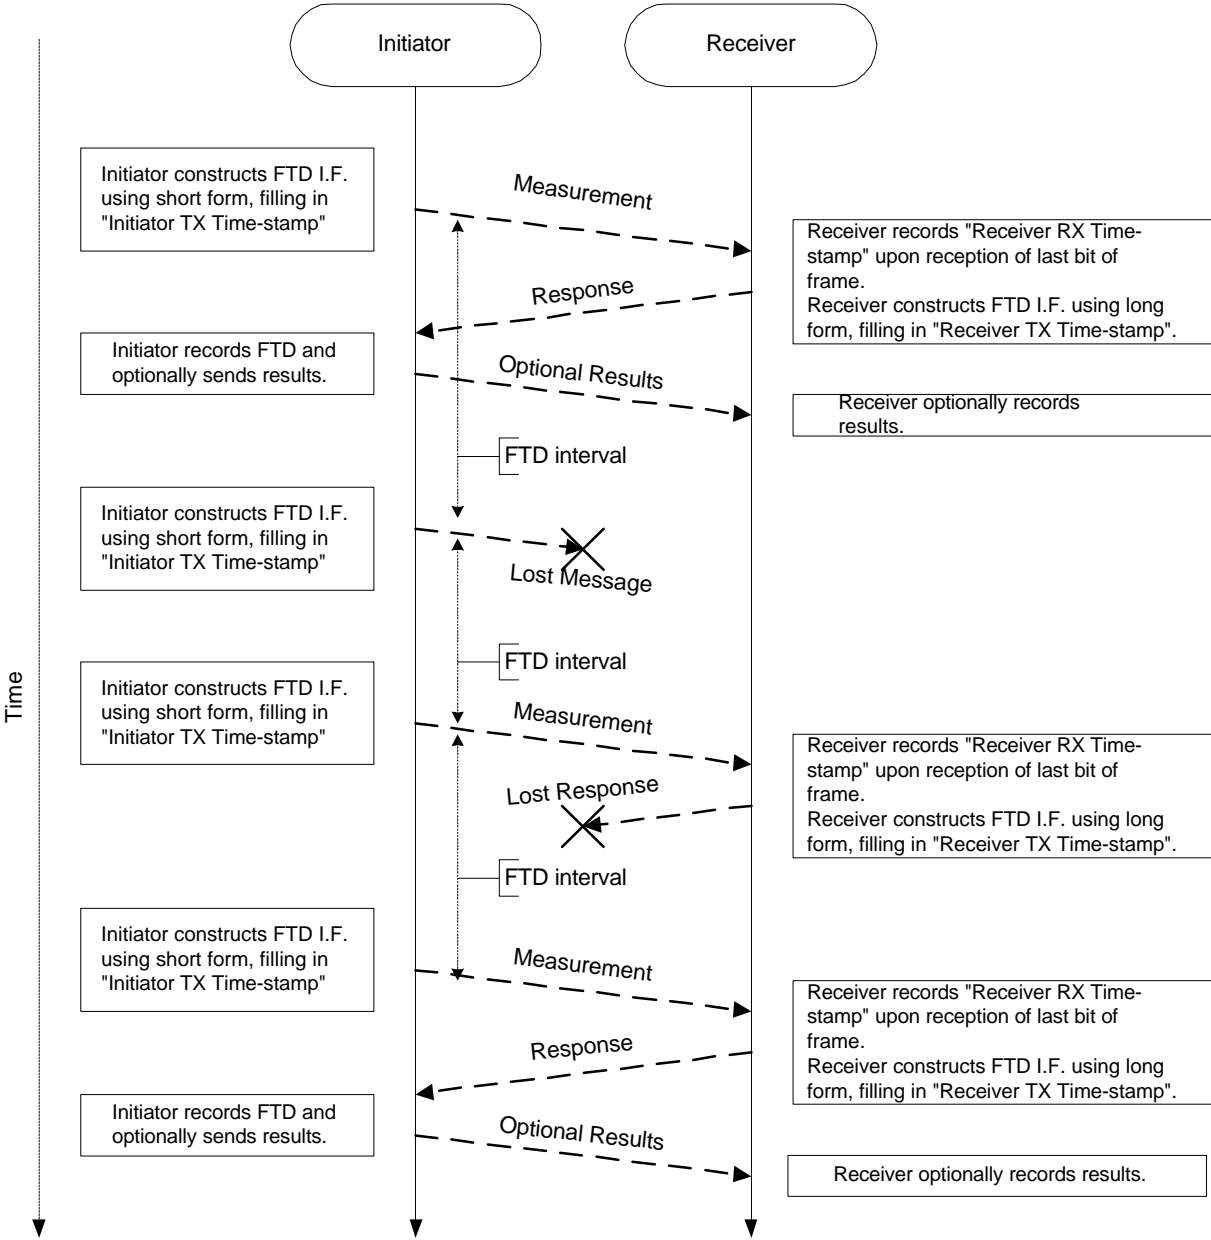 Initiator
Receiver
Initiator constructs FTD I.F.
using short form, filling in
"Initiator TX Time-stamp"
Measurement
Receiver records "Receiver RX Time-
stamp" upon reception of last bit of
frame.
Receiver constructs FTD I.F. using long
form, filling in "Receiver TX Time-stamp".
Response
Initiator records FTD and
optionally sends results.
Optional Results
Receiver optionally records
results.
FTD interval
Initiator constructs FTD I.F.
using short form, filling in
"Initiator TX Time-stamp"
Lost Message
FTD interval
Time
Initiator constructs FTD I.F.
using short form, filling in
"Initiator TX Time-stamp"
Measurement
Receiver records "Receiver RX Time-
stamp" upon reception of last bit of
frame.
Receiver constructs FTD I.F. using long
form, filling in "Receiver TX Time-stamp".
Lost Response
FTD interval
Initiator constructs FTD I.F.
using short form, filling in
"Initiator TX Time-stamp"
Measurement
Receiver records "Receiver RX Time-
stamp" upon reception of last bit of
frame.
Receiver constructs FTD I.F. using long
form, filling in "Receiver TX Time-stamp".
Response
Initiator records FTD and
optionally sends results.
Optional Results
Receiver optionally records results.